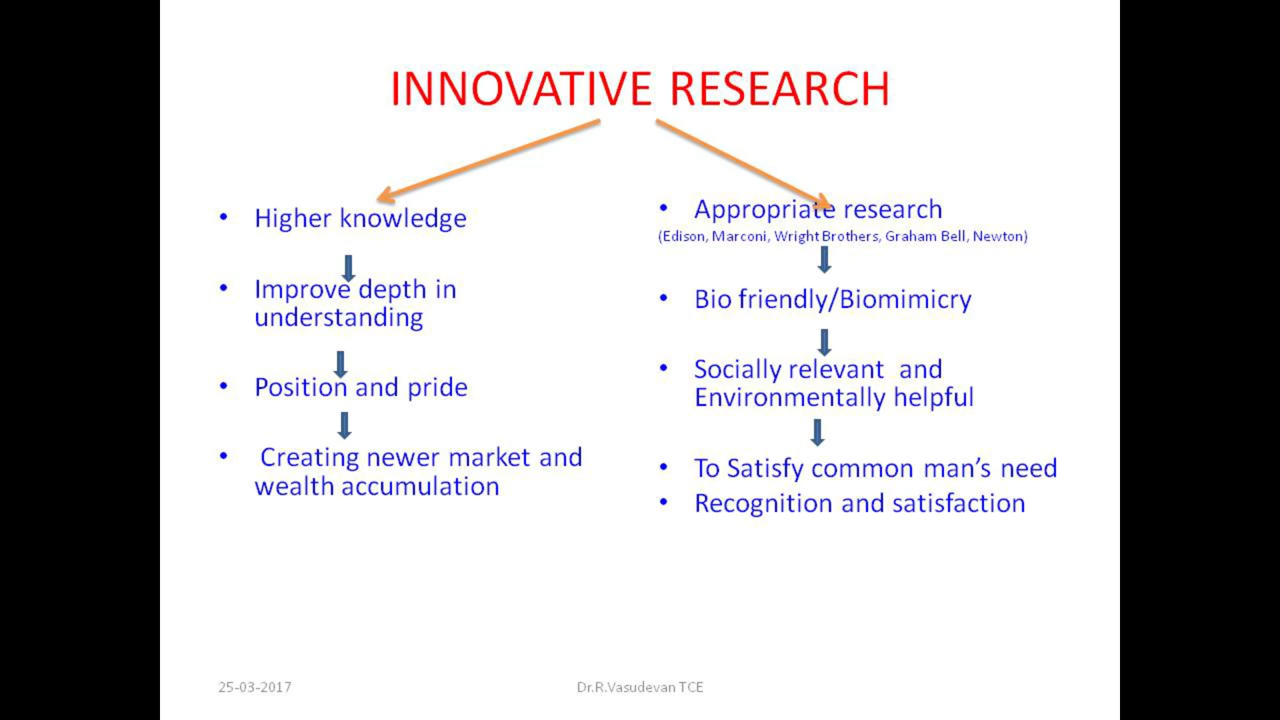 INNOVATIVE RESEARCH
• Higher knowledge
• Improve depth in
understanding
• Position and pride
• Creating newer market and
wealth accumulation
• Appropriate research
(Edison, Marconi, Wright Brothers, Graham Bell, Newton)
• Bio friendly/Biomimicry
• Socially relevant and
Environmentally helpful
• To Satisfy common man's need
• Recognition and satisfaction
25-03-2017
Dr.R.Vasudevan TCE